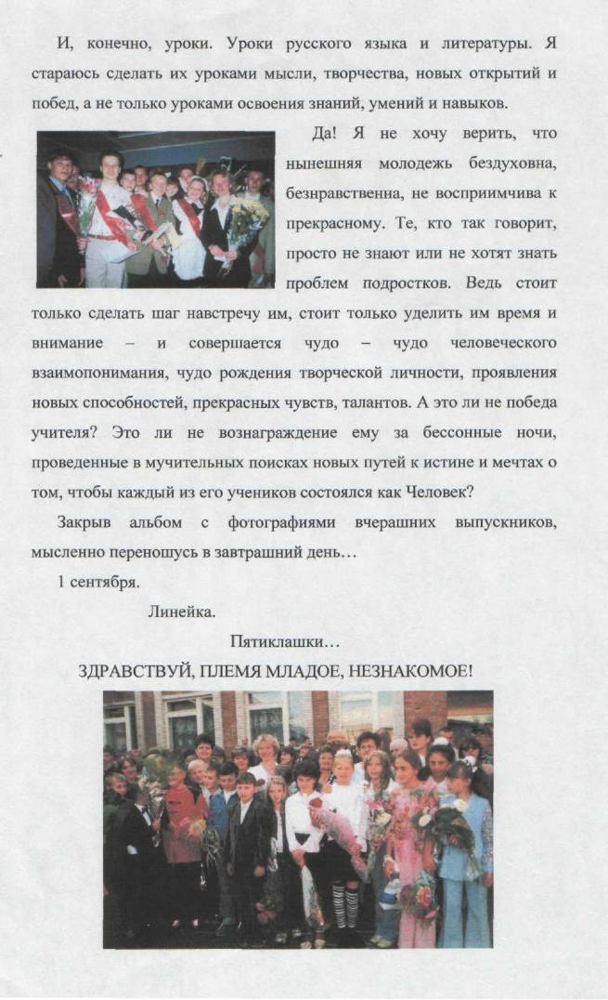 И, конечно, уроки. Уроки русского языка и литературы. Я
стараюсь сделать их уроками мысли, творчества, новых открытий и
побед, а не только уроками освоения знаний, умений и навыков.
Да! Я не хочу верить, что
нынешняя молодежь бездуховна,
безнравственна, не восприимчива к
прекрасному. Те, кто так говорит,
просто не знают или не хотят знать
проблем подростков. Ведь стоит
только сделать шаг навстречу им, стоит только уделить им время и
внимание – и совершается чудо – чудо человеческого
взаимопонимания, чудо рождения творческой личности, проявления
новых способностей, прекрасных чувств, талантов. А это ли не победа
учителя? Это ли не вознаграждение ему за бессонные ночи,
проведенные в мучительных поисках новых путей к истине и мечтах о
том, чтобы каждый из его учеников состоялся как Человек?
Закрыв альбом с фотографиями вчерашних выпускников,
мысленно переношусь в завтрашний день…
1 сентября.
Линейка.
Пятиклашки…
ЗДРАВСТВУЙ, ПЛЕМЯ МЛАДОЕ, НЕЗНАКОМОЕ!